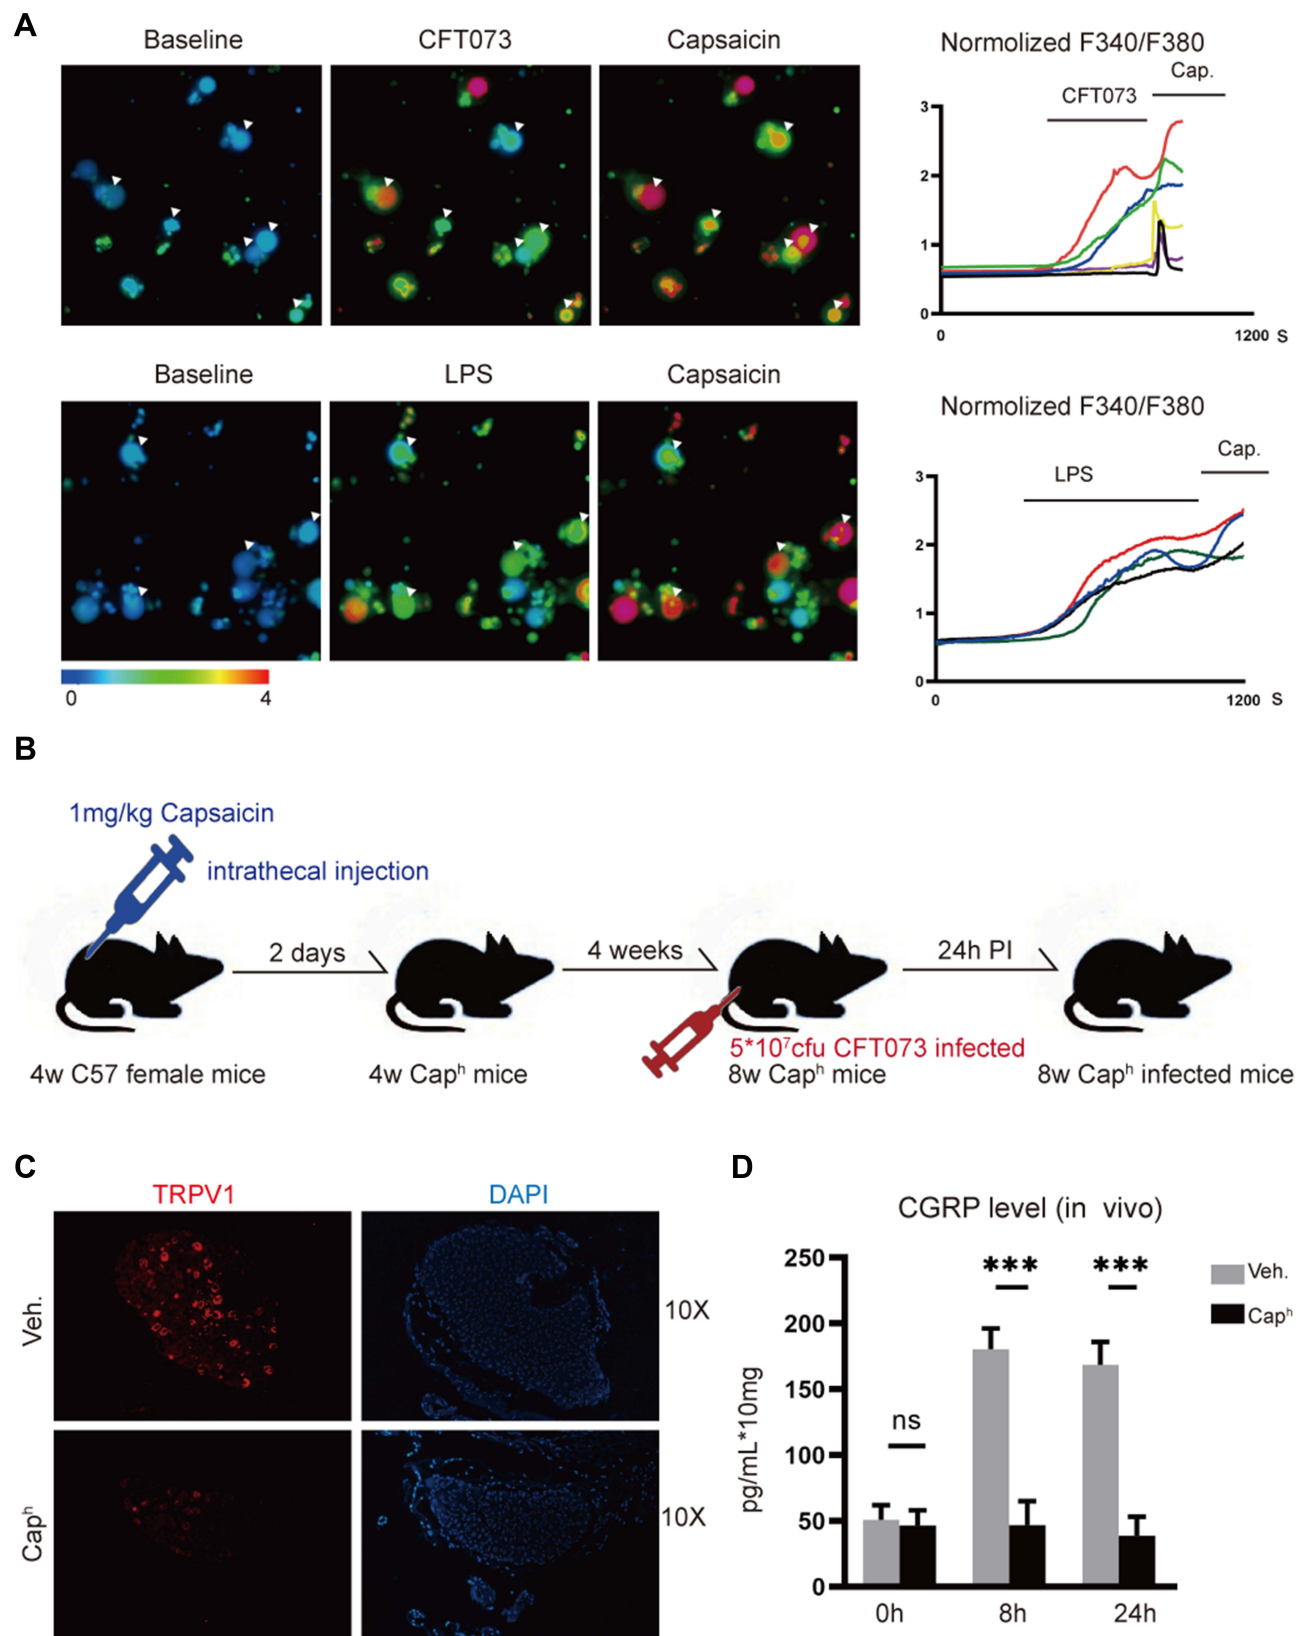 A
Baseline CFT073 Capsaicin Normolized F340/F380
CFT073 Cap.
3
2
1
0
0 1200 S
Baseline LPS Capsaicin Normolized F340/F380
LPS Cap.
3
2
1
0
0 1200 S
0 4
B
1mg/kg Capsaicin
intrathecal injection
2 days 4 weeks 24h PI
5*10⁷cfu CFT073 infected
4w C57 female mice 4w Capʰ mice 8w Capʰ mice 8w Capʰ infected mice
C
TRPV1 DAPI
Veh. 10X
Capʰ 10X
D
CGRP level (in vivo)
pg/mL*10mg
250
200
150
100
50
0
ns *** ***
0h 8h 24h
Veh.
Capʰ